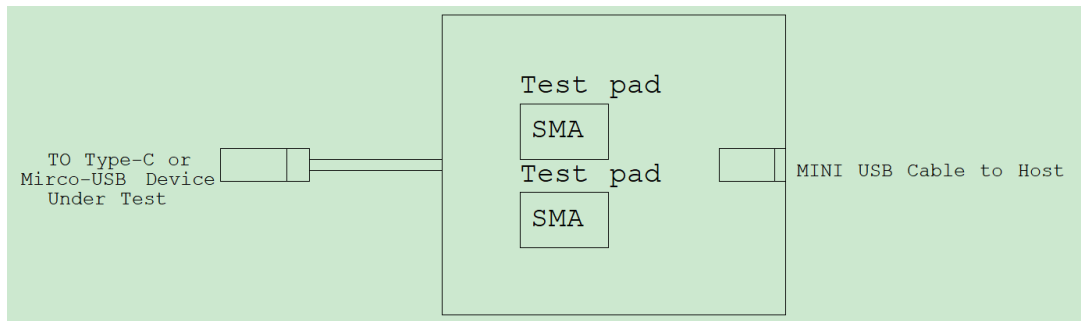 Test pad
SMA
TO Type-C or
Mirco-USB Device
Under Test
Test pad
SMA
MINI USB Cable to Host